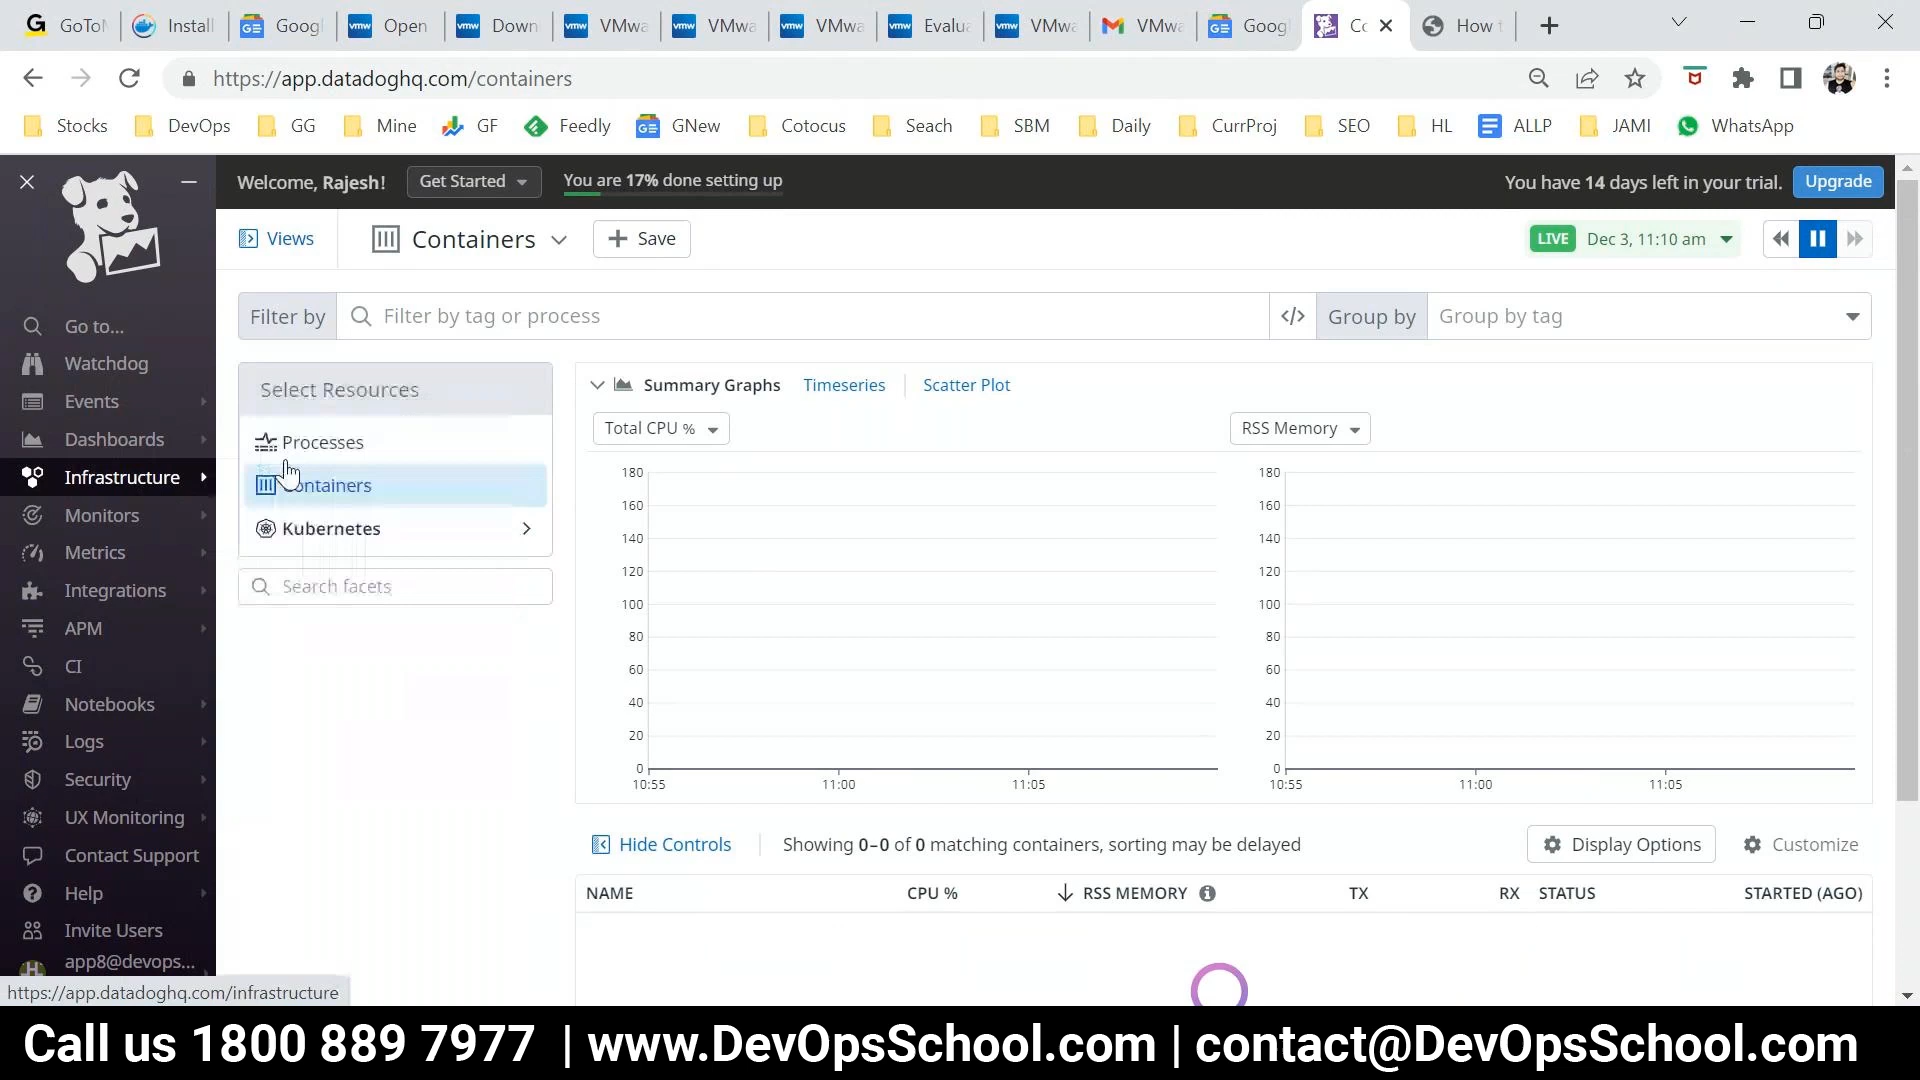 GoTo
Install
Googl
Open
Down
VMwa
VMwa
VMwa
Evalua
VMwa
VMwa
Goog
Co
How t
https://app.datadoghq.com/containers
Stocks
DevOps
GG
Mine
GF
Feedly
GNew
Cotocus
Seach
SBM
Daily
CurrProj
SEO
HL
ALLP
JAMI
WhatsApp
Welcome, Rajesh!
Get Started
You are 17% done setting up
You have 14 days left in your trial.
Upgrade
Views
Containers
+ Save
LIVE Dec 3, 11:10 am
Filter by
Filter by tag or process
</>
Group by
Group by tag
Go to...
Watchdog
Events
Dashboards
Infrastructure
Monitors
Metrics
Integrations
APM
CI
Notebooks
Logs
Security
UX Monitoring
Contact Support
Help
Invite Users
app8@devops...
Select Resources
Processes
Containers
Kubernetes
Search facets
Summary Graphs
Timeseries
Scatter Plot
Total CPU %
180
160
140
120
100
80
60
40
20
0
10:55 11:00 11:05
RSS Memory
180
160
140
120
100
80
60
40
20
0
10:55 11:00 11:05
Hide Controls
Showing 0–0 of 0 matching containers, sorting may be delayed
Display Options
Customize
NAME CPU % RSS MEMORY TX RX STATUS STARTED (AGO)
https://app.datadoghq.com/infrastructure
Call us 1800 889 7977 | www.DevOpsSchool.com | contact@DevOpsSchool.com